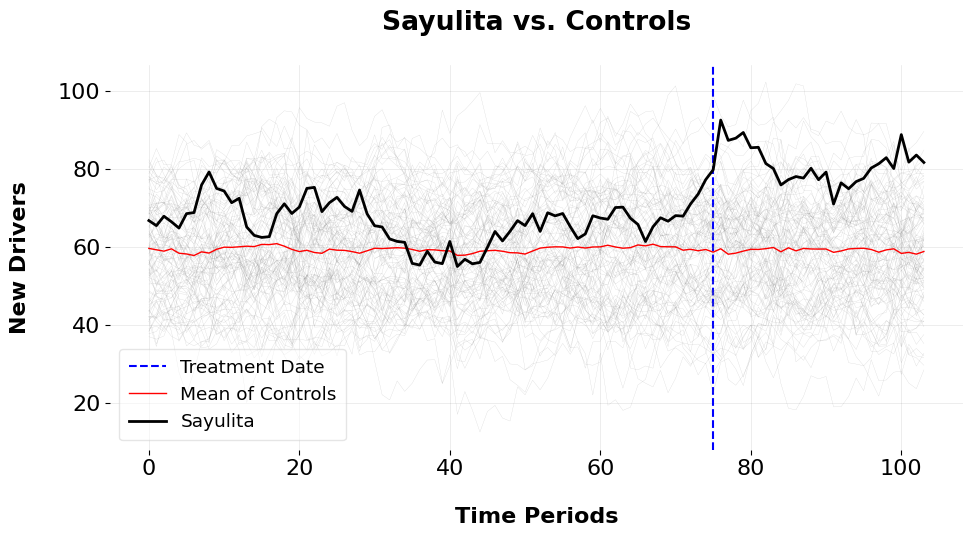 Sayulita vs. Controls
New Drivers
100
80
60
40
20
Treatment Date
Mean of Controls
Sayulita
0
20
40
60
80
100
Time Periods